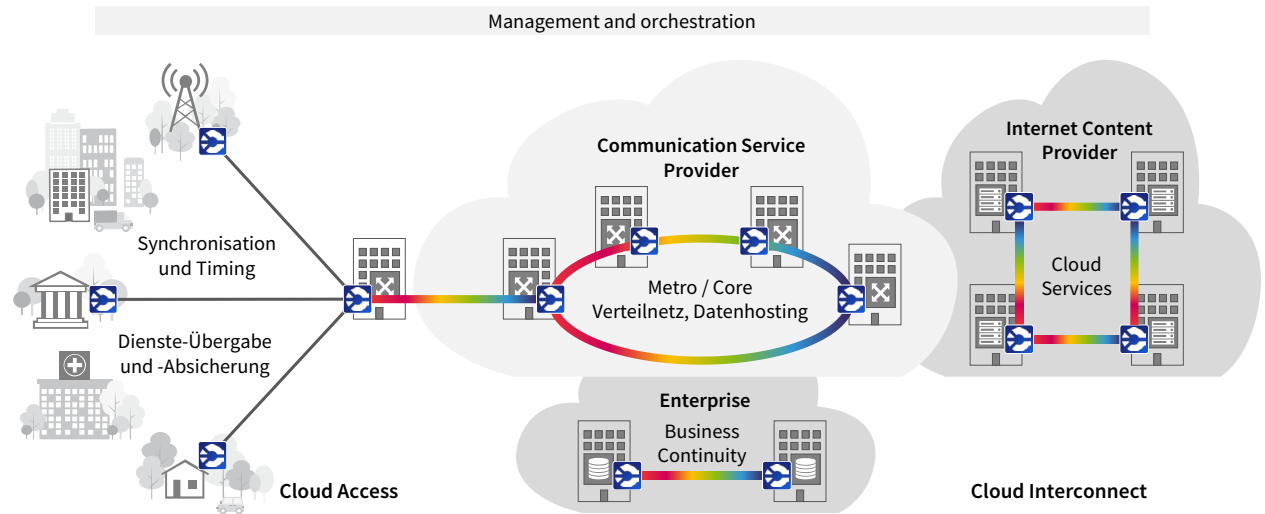 Management and orchestration
Synchronisation
und Timing
Dienste-Übergabe
und -Absicherung
Cloud Access
Communication Service
Provider
Metro / Core
Verteilnetz, Datenhosting
Enterprise
Business
Continuity
Internet Content
Provider
Cloud
Services
Cloud Interconnect